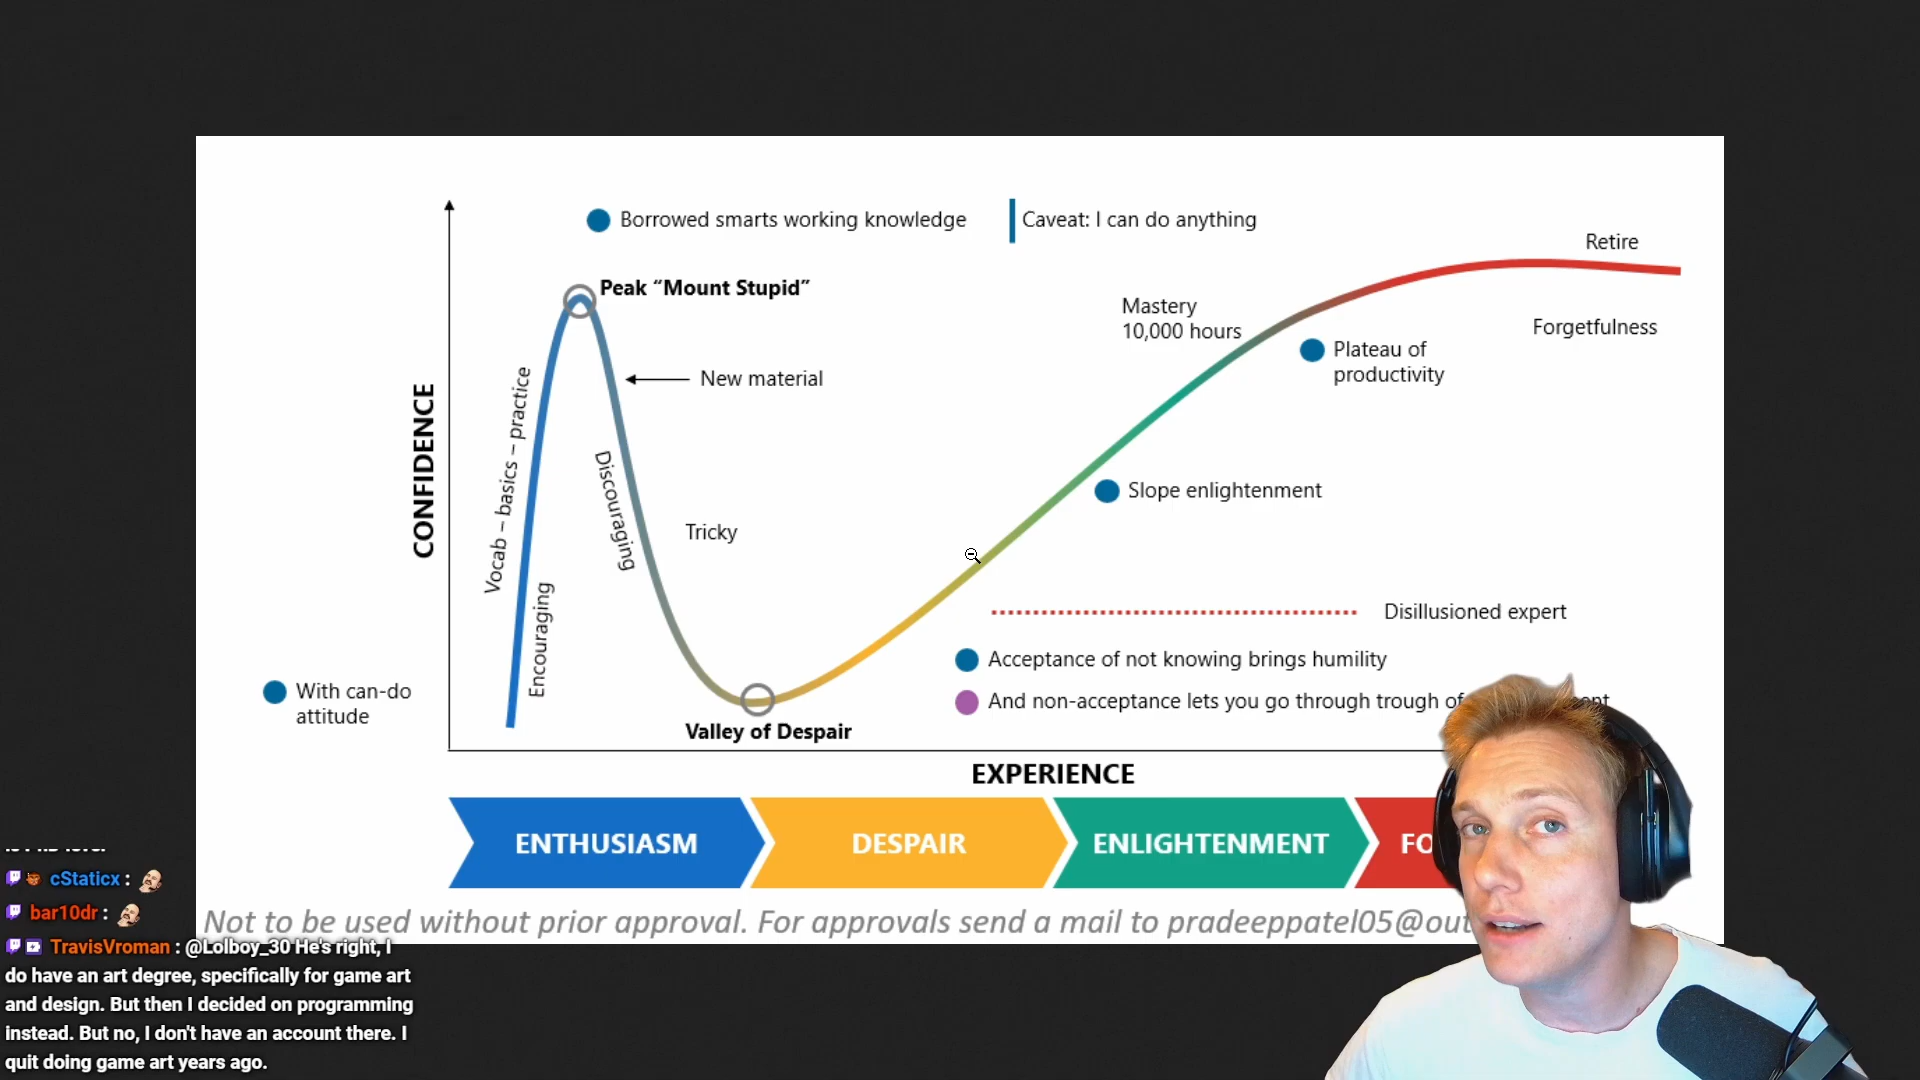 Borrowed smarts working knowledge
Caveat: I can do anything
Retire
Peak “Mount Stupid”
Mastery
10,000 hours
Forgetfulness
Plateau of
productivity
New material
CONFIDENCE
Vocab – basics – practice
Encouraging
Discouraging
Tricky
Slope enlightenment
Disillusioned expert
Acceptance of not knowing brings humility
And non-acceptance lets you go through trough of
With can-do
attitude
Valley of Despair
EXPERIENCE
ENTHUSIASM
DESPAIR
ENLIGHTENMENT
FO
Not to be used without prior approval. For approvals send a mail to pradeeppatel05@out
cStaticx :
bar10dr :
TravisVroman : @Lolboy_30 He's right, I
do have an art degree, specifically for game art
and design. But then I decided on programming
instead. But no, I don't have an account there. I
quit doing game art years ago.